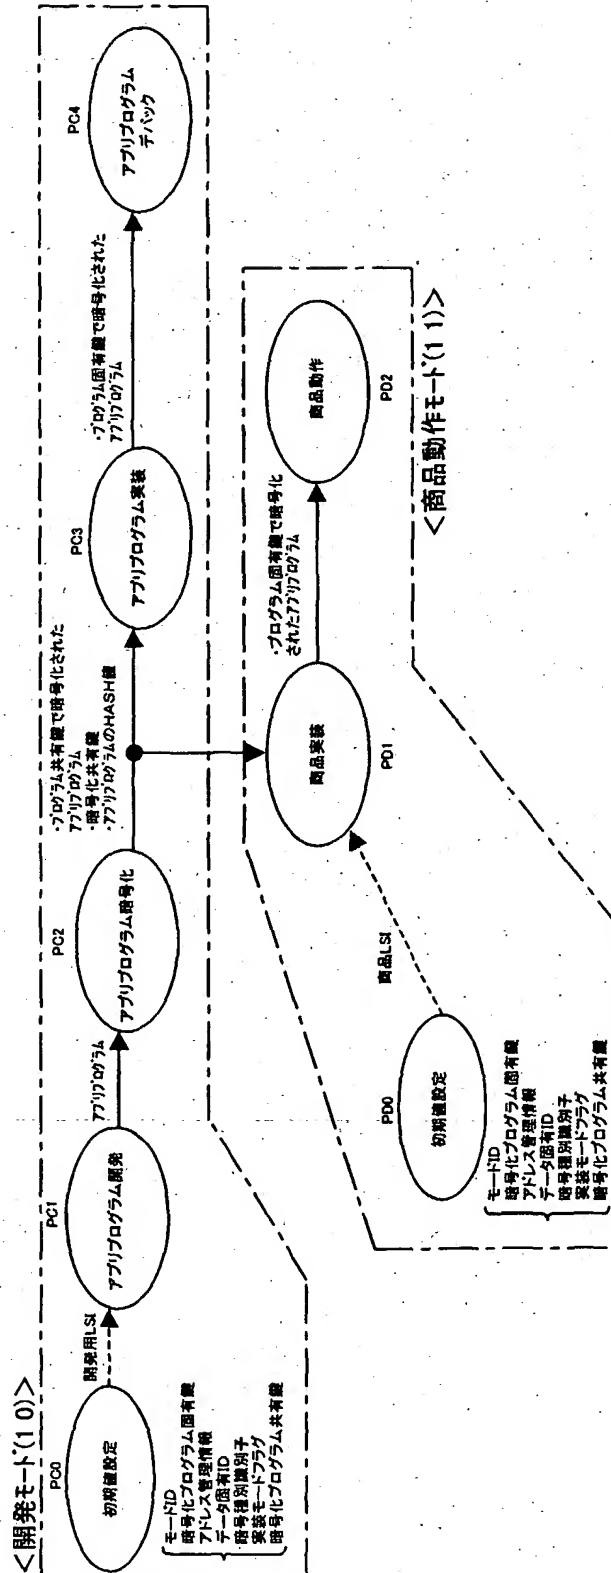 ＜開発モード(10)＞
PC0
初期値設定
モードID
暗号化プログラム固有鍵
アドレス管理情報
データ固有ID
暗号種別識別子
実装モードフラグ
暗号化プログラム共有鍵
開発用LSI
PC1
アプリプログラム開発
アプリプログラム
PC2
アプリプログラム暗号化
・プログラム共有鍵で暗号化された
アプリプログラム
・暗号化共有鍵
・アプリプログラムのHASH値
PC3
アプリプログラム実装
・プログラム固有鍵で暗号化された
アプリプログラム
PC4
アプリプログラム
デバック
PD0
初期値設定
モードID
暗号化プログラム固有鍵
アドレス管理情報
データ固有ID
暗号種別識別子
実装モードフラグ
暗号化プログラム共有鍵
商品LSI
商品実装
PD1
・プログラム固有鍵で暗号化
されたアプリプログラム
商品動作
PD2
＜商品動作モード(11)＞